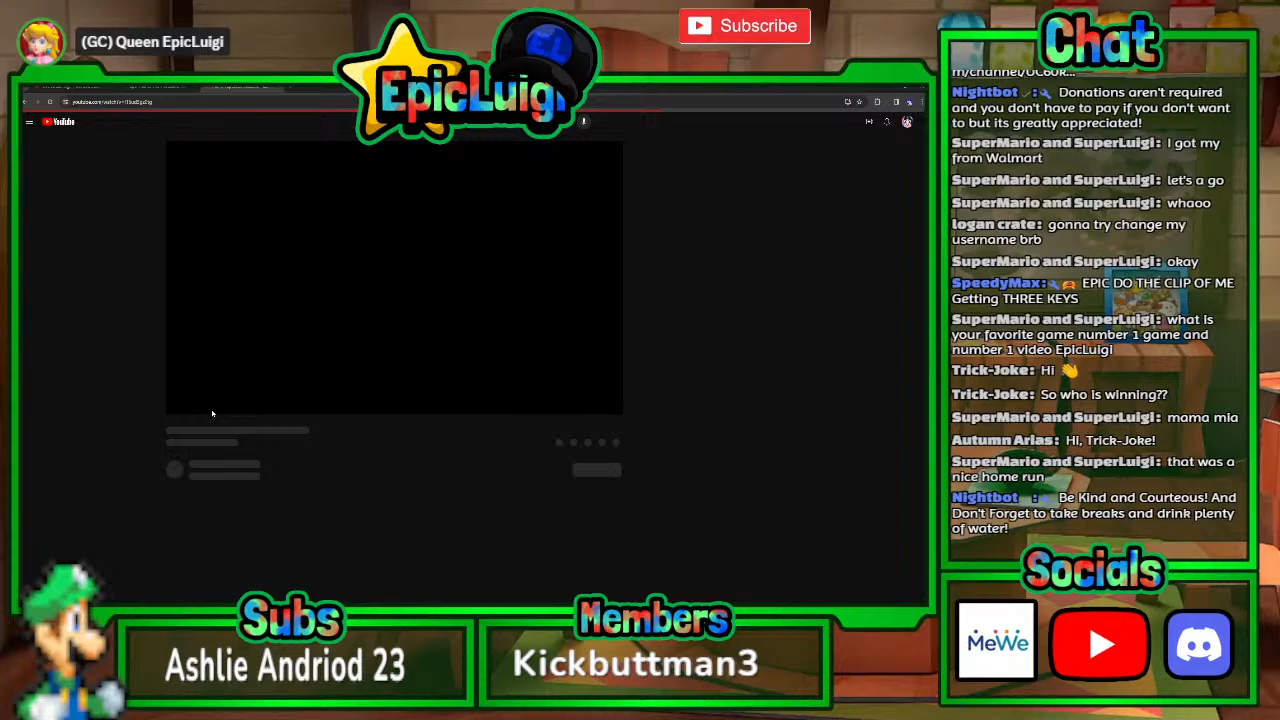 (GC) Queen EpicLuigi
Subscribe
EL
EpicLuigi
YouTube
Chat
m/channel/UC60R...
Nightbot : Donations aren't required
and you don't have to pay if you don't want
to but its greatly appreciated!
SuperMario and SuperLuigi: I got my
from Walmart
SuperMario and SuperLuigi: let's a go
SuperMario and SuperLuigi: whaoo
logan crate: gonna try change my
username brb
SuperMario and SuperLuigi: okay
SpeedyMax: EPIC DO THE CLIP OF ME
Getting THREE KEYS
SuperMario and SuperLuigi: what is
your favorite game number 1 game and
number 1 video EpicLuigi
Trick-Joke: Hi 👋
Trick-Joke: So who is winning??
SuperMario and SuperLuigi: mama mia
Autumn Arias: Hi, Trick-Joke!
SuperMario and SuperLuigi: that was a
nice home run
Nightbot : Be Kind and Courteous! And
Don't Forget to take breaks and drink plenty
of water!
Socials
MeWe
Subs
Ashlie Andriod 23
Members
Kickbuttman3